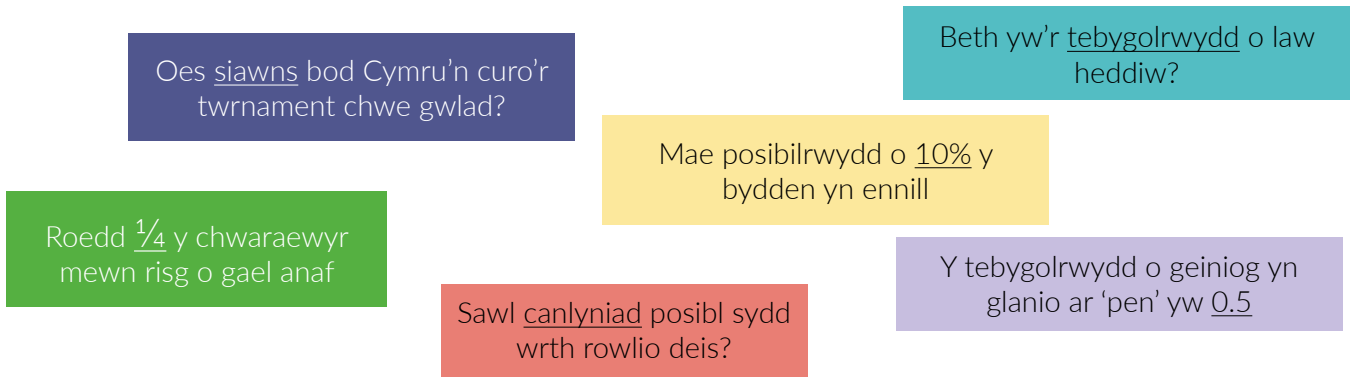 Oes siawns bod Cymru’n curo’r
twrnament chwe gwlad?
Beth yw’r tebygolrwydd o law
heddiw?
Mae posibilrwydd o 10% y
bydden yn ennill
Roedd ¼ y chwaraewyr
mewn risg o gael anaf
Y tebygolrwydd o geiniog yn
glanio ar ‘pen’ yw 0.5
Sawl canlyniad posibl sydd
wrth rowlio deis?